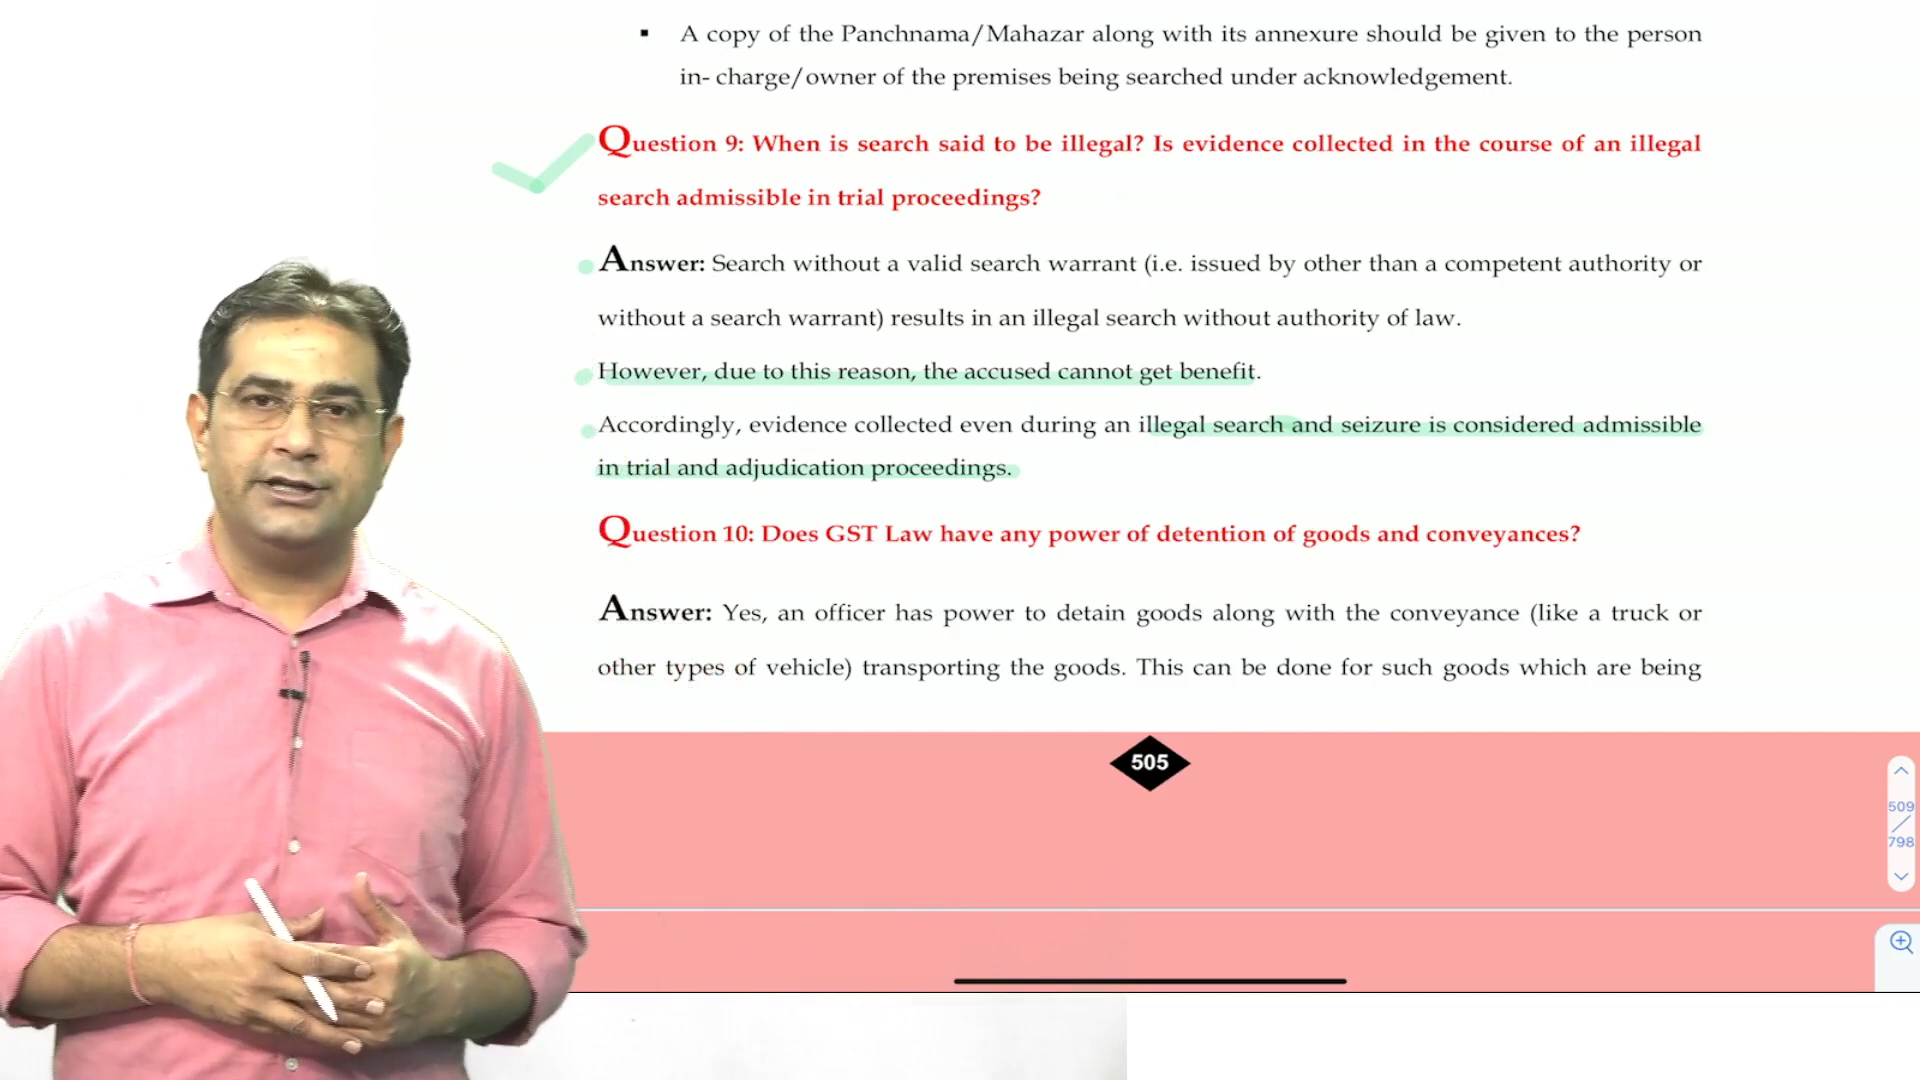 ▪ A copy of the Panchnama/Mahazar along with its annexure should be given to the person
in- charge/owner of the premises being searched under acknowledgement.
Question 9: When is search said to be illegal? Is evidence collected in the course of an illegal
search admissible in trial proceedings?
Answer: Search without a valid search warrant (i.e. issued by other than a competent authority or
without a search warrant) results in an illegal search without authority of law.
However, due to this reason, the accused cannot get benefit.
Accordingly, evidence collected even during an illegal search and seizure is considered admissible
in trial and adjudication proceedings.
Question 10: Does GST Law have any power of detention of goods and conveyances?
Answer: Yes, an officer has power to detain goods along with the conveyance (like a truck or
other types of vehicle) transporting the goods. This can be done for such goods which are being
505
509
/
798